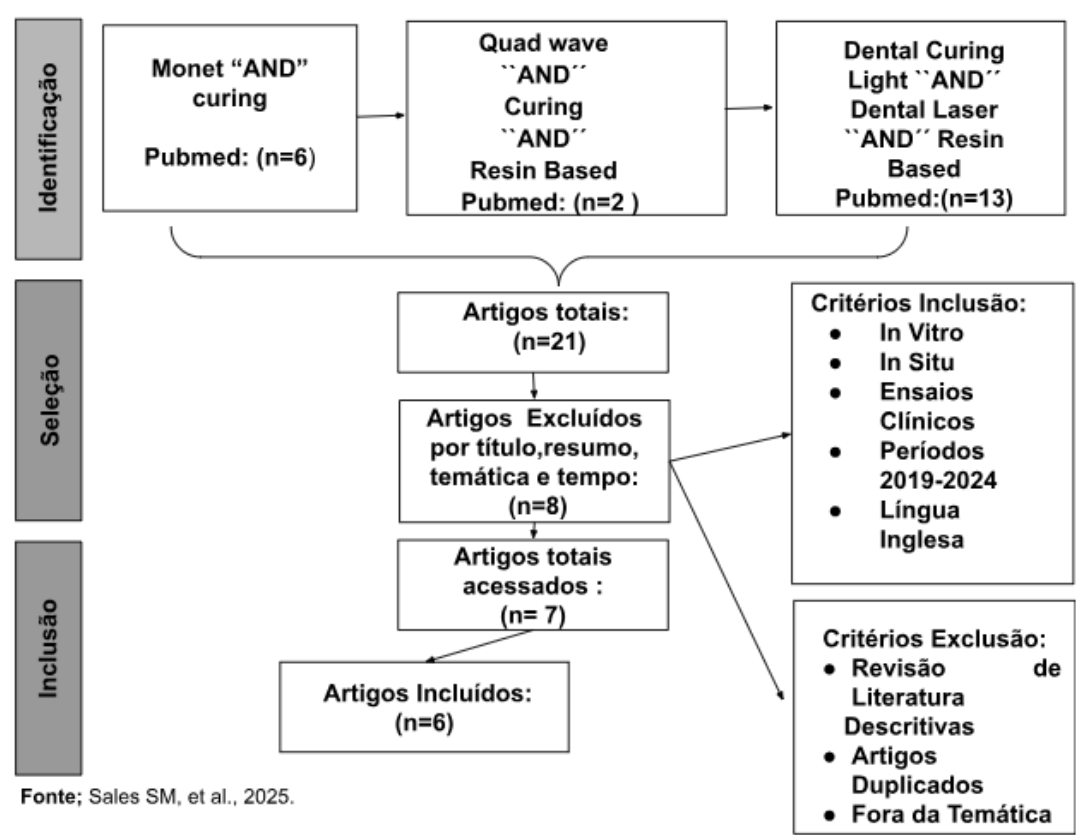 Identificação
Monet “AND”
curing
Pubmed: (n=6)
Quad wave
``AND´´
Curing
``AND´´
Resin Based
Pubmed: (n=2 )
Dental Curing
Light ``AND´´
Dental Laser
``AND´´ Resin
Based
Pubmed:(n=13)
Seleção
Artigos totais:
(n=21)
Artigos Excluídos
por título,resumo,
temática e tempo:
(n=8)
Critérios Inclusão:
● In Vitro
● In Situ
● Ensaios
Clínicos
● Períodos
2019-2024
● Língua
Inglesa
Inclusão
Artigos totais
acessados :
(n= 7)
Artigos Incluídos:
(n=6)
Critérios Exclusão:
● Revisão de
Literatura
Descritivas
● Artigos
Duplicados
● Fora da Temática
Fonte; Sales SM, et al., 2025.